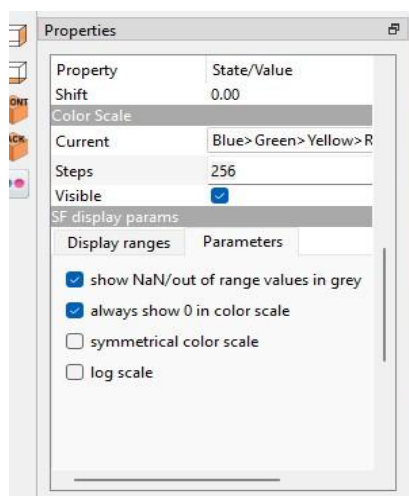 Properties
Property State/Value
Shift 0.00
Color Scale
Current Blue>Green>Yellow>R
Steps 256
Visible
SF display params
Display ranges Parameters
show NaN/out of range values in grey
always show 0 in color scale
symmetrical color scale
log scale